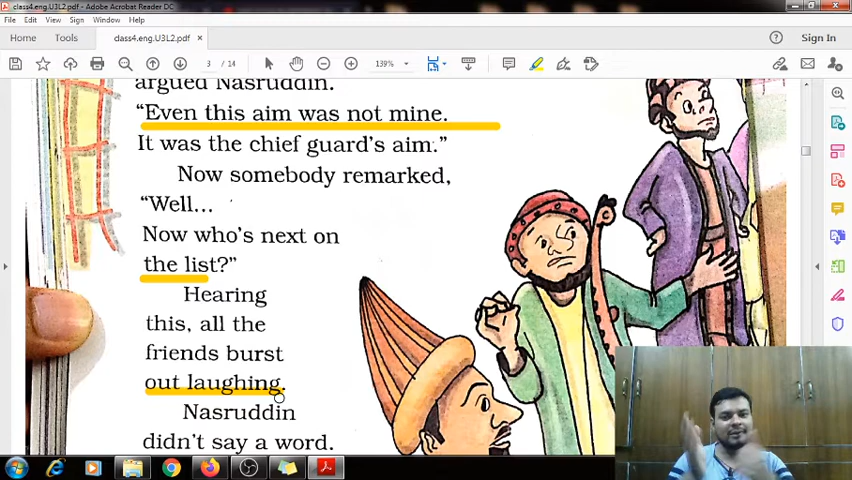 class4.eng.U3L2.pdf - Adobe Acrobat Reader DC
File Edit View Sign Window Help
Home Tools class4.eng.U3L2.pdf × Sign In
3 / 14 139%
argued Nasruddin.
“Even this aim was not mine.
It was the chief guard’s aim.”
Now somebody remarked,
“Well...
Now who’s next on
the list?”
Hearing
this, all the
friends burst
out laughing.
Nasruddin
didn’t say a word.